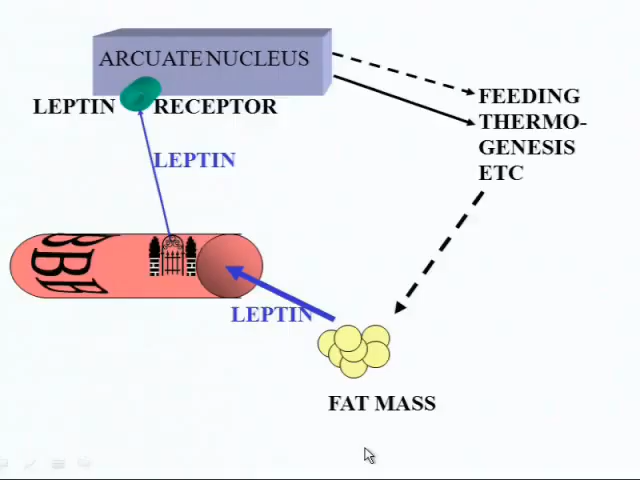 ARCUATE NUCLEUS
LEPTIN RECEPTOR
FEEDING
THERMO-
GENESIS
ETC
LEPTIN
BBB
LEPTIN
FAT MASS